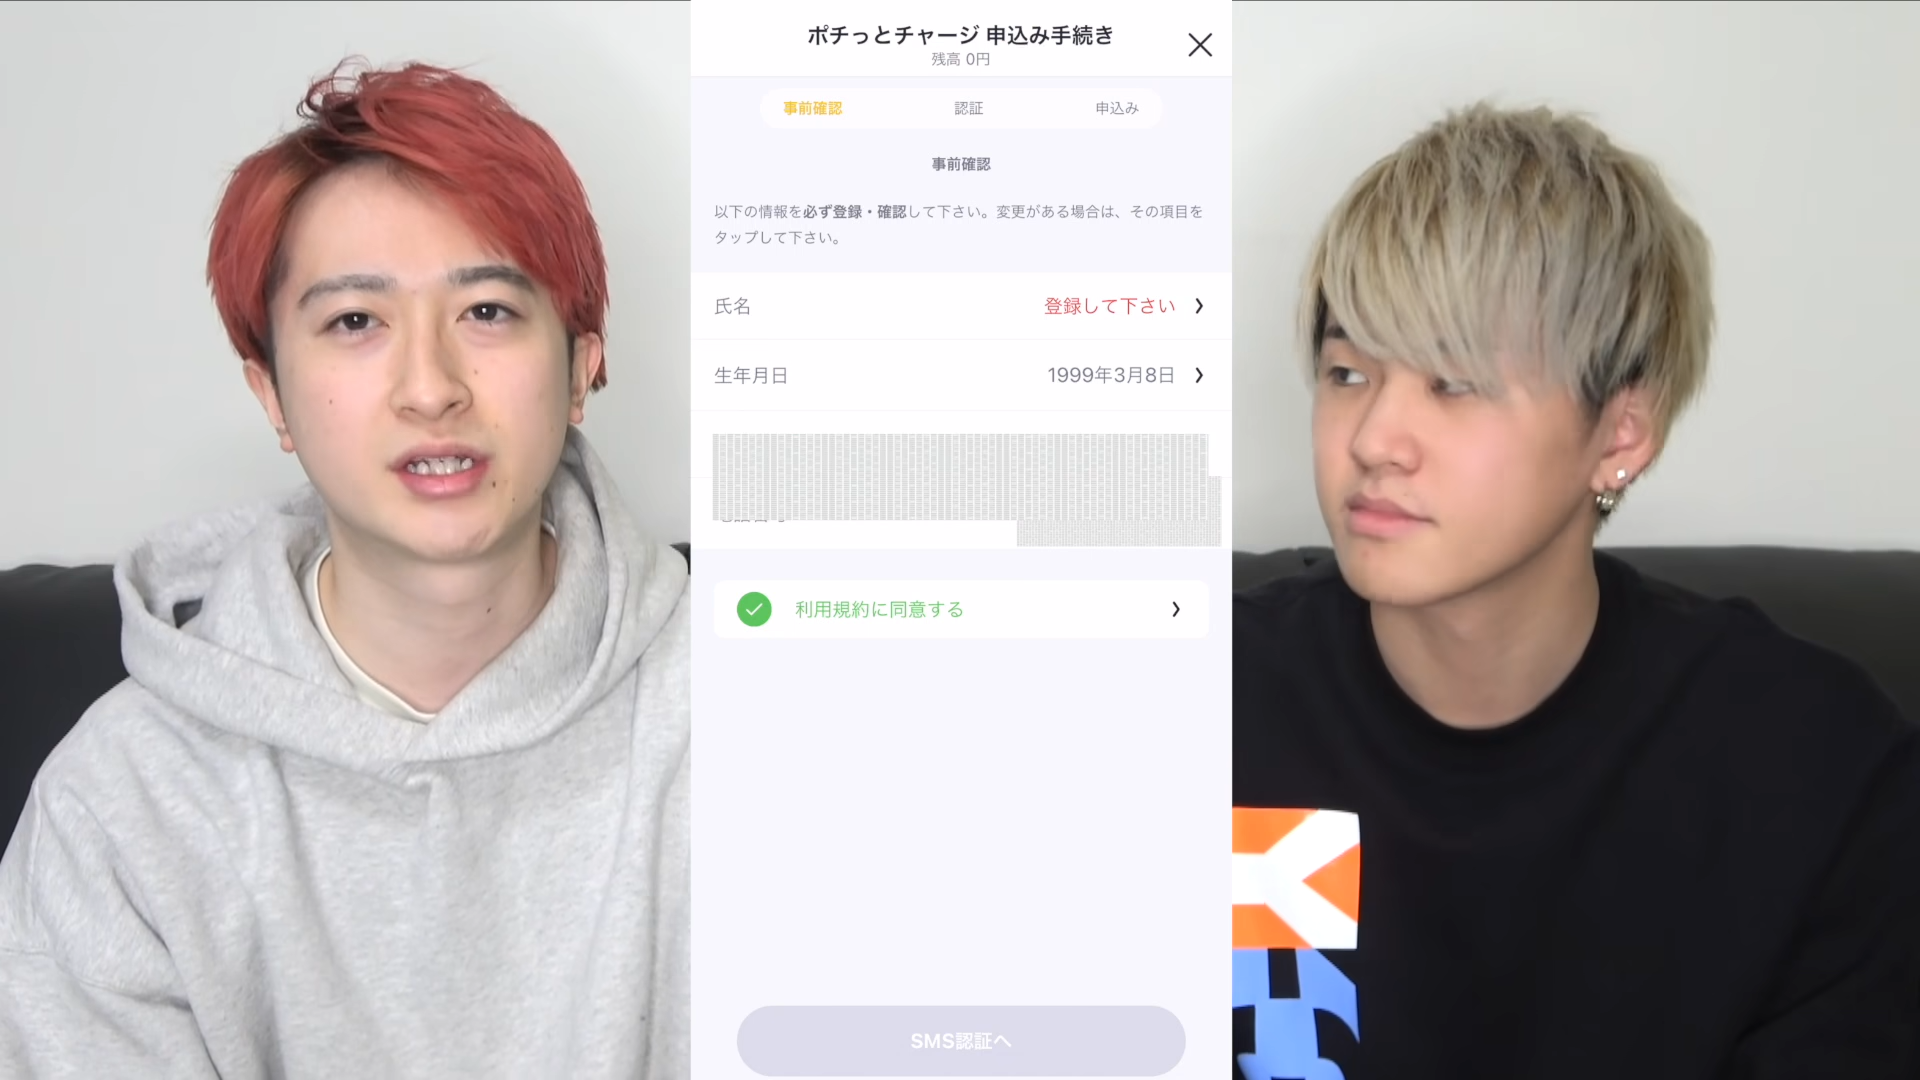 ポチっとチャージ 申込み手続き
残高 0円
事前確認 認証 申込み
事前確認
以下の情報を必ず登録・確認して下さい。変更がある場合は、その項目を
タップして下さい。
氏名 登録して下さい
生年月日 1999年3月8日
利用規約に同意する
SMS認証へ